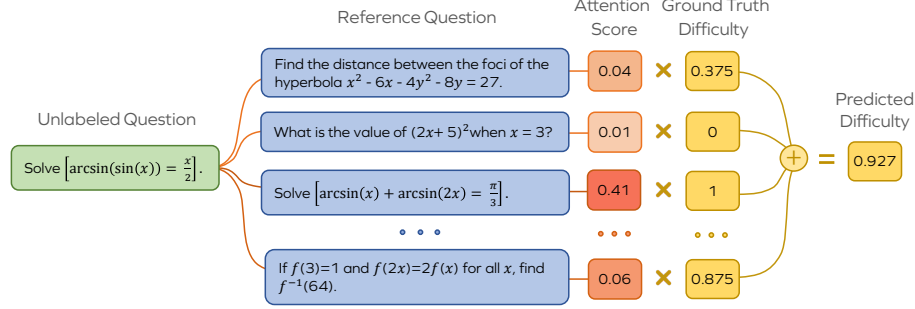 Reference Question
Attention
Score
Ground Truth
Difficulty
Find the distance between the foci of the
hyperbola x² - 6x - 4y² - 8y = 27.
0.04 × 0.375
Unlabeled Question
What is the value of (2x+ 5)² when x = 3?
0.01 × 0
Predicted
Difficulty
Solve [arcsin(sin(x)) = x/2].
+ = 0.927
Solve [arcsin(x) + arcsin(2x) = π/3].
0.41 × 1
If f(3)=1 and f(2x)=2f(x) for all x, find
f⁻¹(64).
0.06 × 0.875